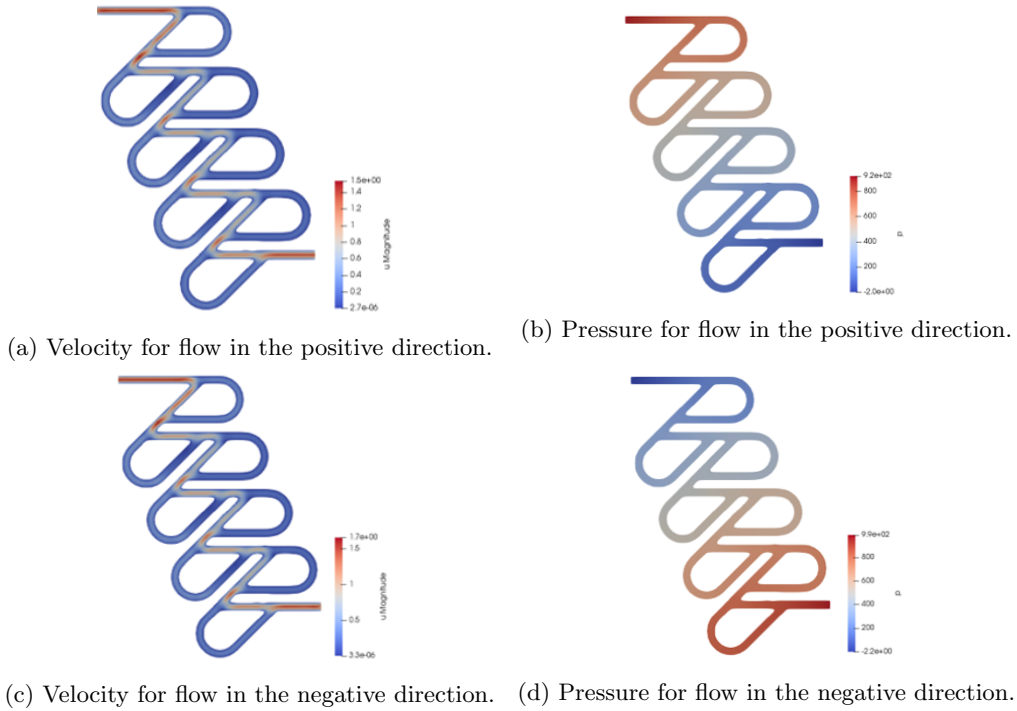 1.5e+00
1.4
1.2
1
0.8
0.6
0.4
0.2
2.7e-06
u Magnitude
9.2e+02
800
600
400
200
-2.0e+00
p
(a) Velocity for flow in the positive direction.
(b) Pressure for flow in the positive direction.
1.7e+00
1.5
1
0.5
3.3e-06
u Magnitude
9.9e+02
800
600
400
200
-2.2e+00
p
(c) Velocity for flow in the negative direction.
(d) Pressure for flow in the negative direction.